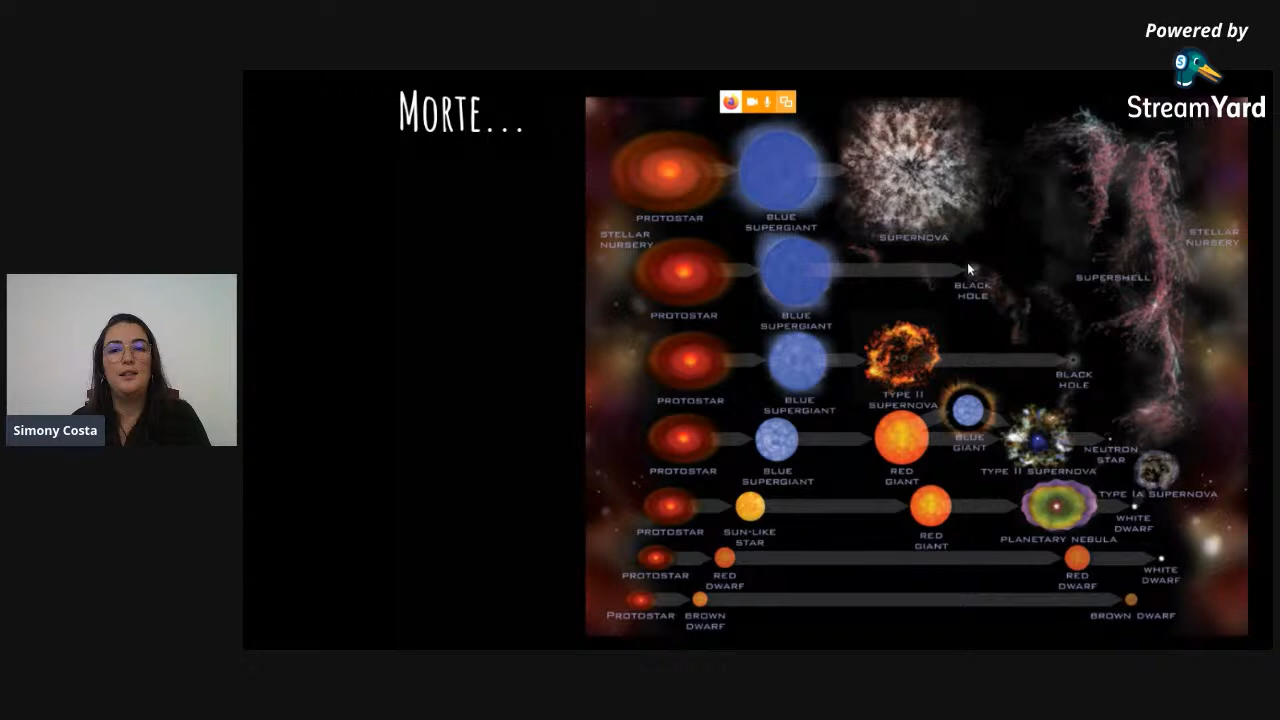 Powered by
StreamYard
MORTE...
PROTOSTAR
BLUE
SUPERGIANT
SUPERNOVA
STELLAR
NURSERY
STELLAR
NURSERY
PROTOSTAR
BLUE
SUPERGIANT
BLACK
HOLE
SUPERSHELL
PROTOSTAR
BLUE
SUPERGIANT
TYPE II
SUPERNOVA
BLACK
HOLE
PROTOSTAR
BLUE
SUPERGIANT
RED
GIANT
BLUE
GIANT
TYPE II SUPERNOVA
NEUTRON
STAR
TYPE IA SUPERNOVA
PROTOSTAR
SUN-LIKE
STAR
RED
GIANT
PLANETARY NEBULA
WHITE
DWARF
PROTOSTAR
RED
DWARF
RED
DWARF
WHITE
DWARF
PROTOSTAR
BROWN
DWARF
BROWN DWARF
Simony Costa